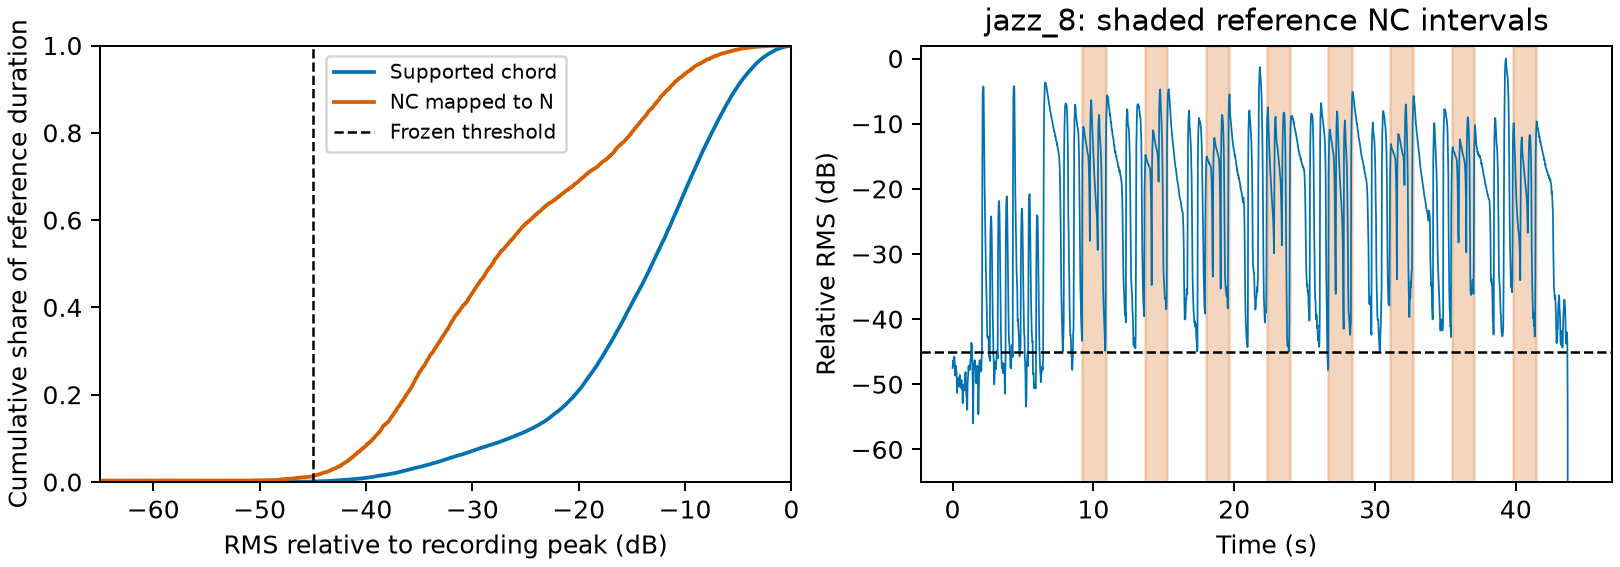 Cumulative share of reference duration
1.0
0.8
0.6
0.4
0.2
0.0
Supported chord
NC mapped to N
Frozen threshold
−60 −50 −40 −30 −20 −10 0
RMS relative to recording peak (dB)
jazz_8: shaded reference NC intervals
Relative RMS (dB)
0
−10
−20
−30
−40
−50
−60
0 10 20 30 40
Time (s)